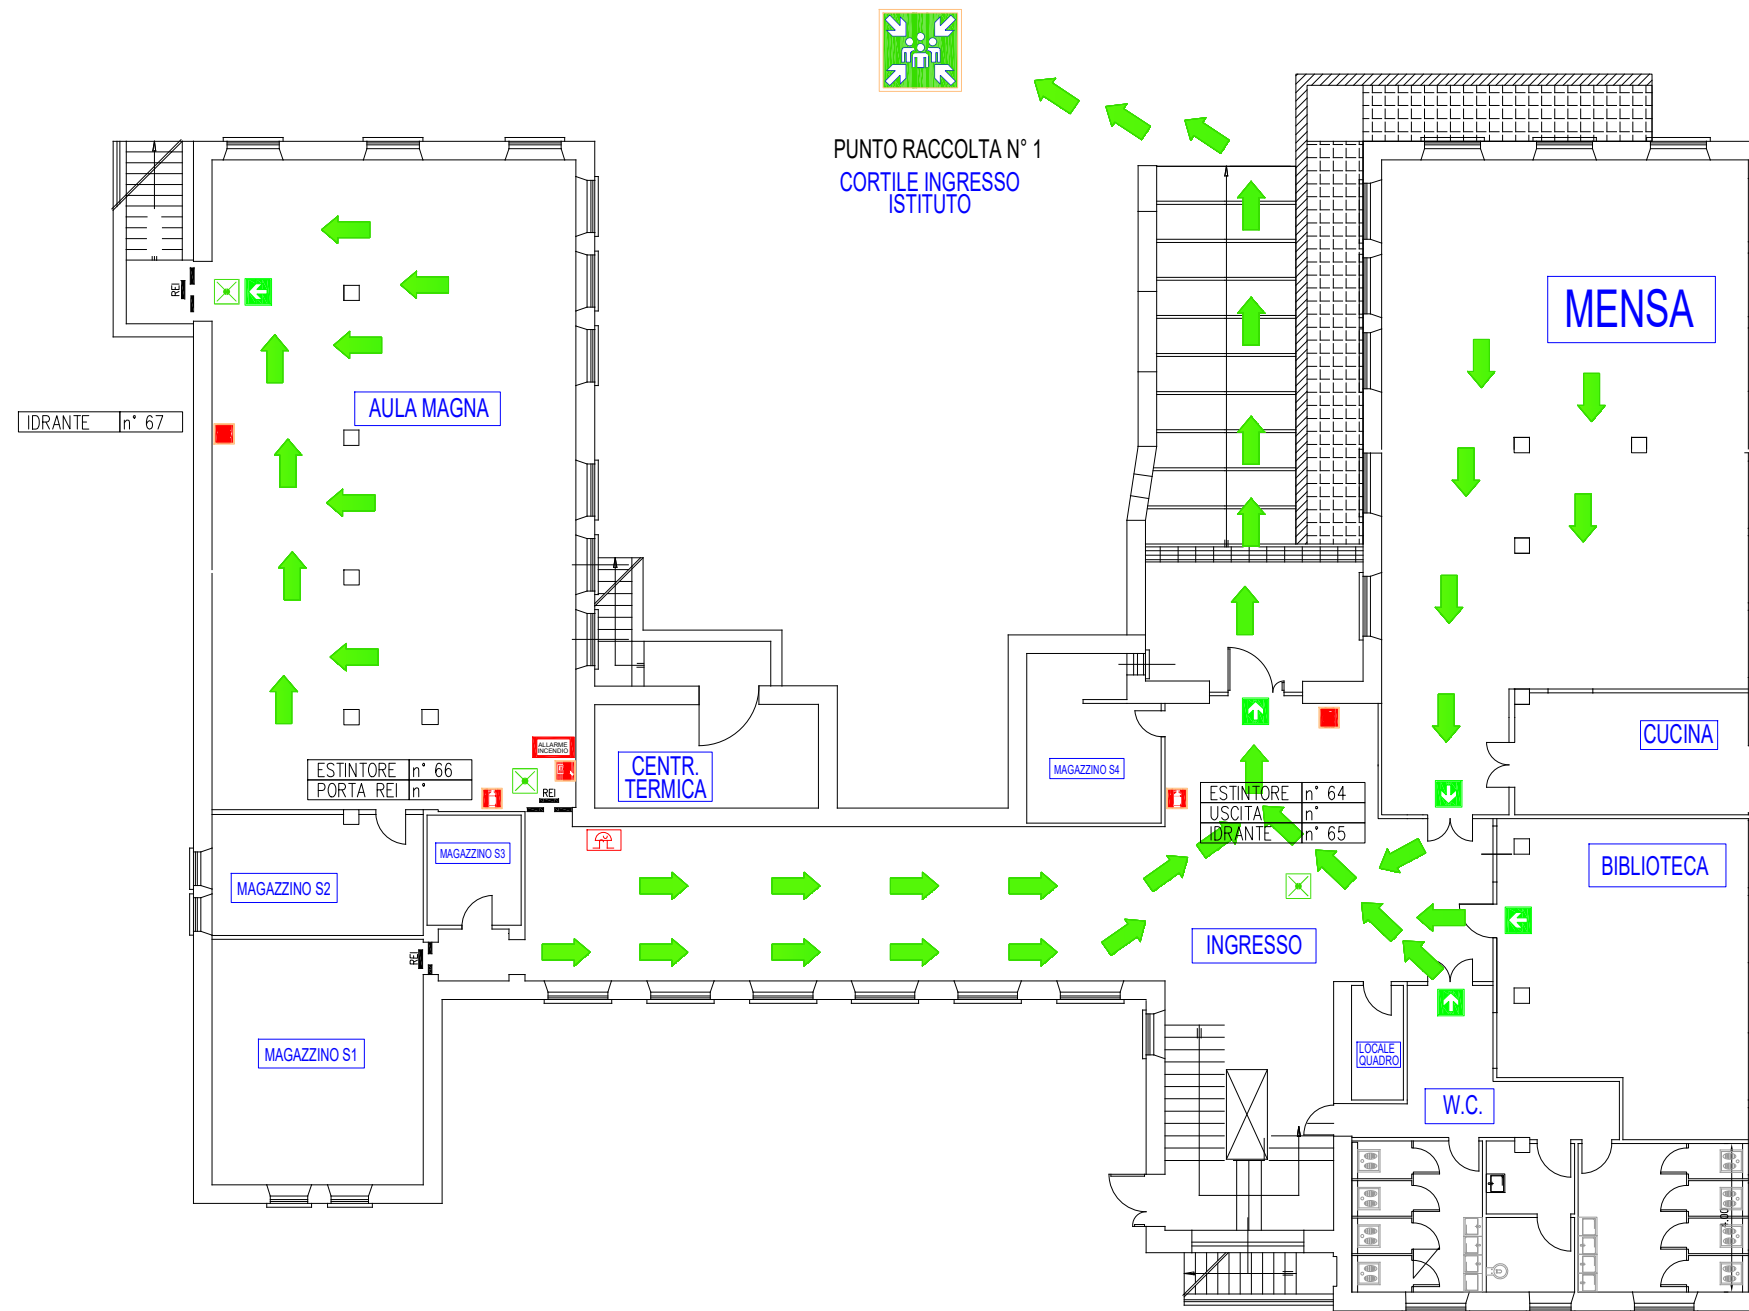 PUNTO RACCOLTA N° 1
CORTILE INGRESSO
ISTITUTO
REI
MENSA
AULA MAGNA
IDRANTE n° 67
CUCINA
ALLARME
INCENDIO
ESTINTORE n° 66
PORTA REI n°
REI
CENTR.
TERMICA
MAGAZZINO S4
ESTINTORE n° 64
USCITA n°
IDRANTE n° 65
MAGAZZINO S3
BIBLIOTECA
MAGAZZINO S2
INGRESSO
REI
MAGAZZINO S1
LOCALE
QUADRO
W.C.
4.00